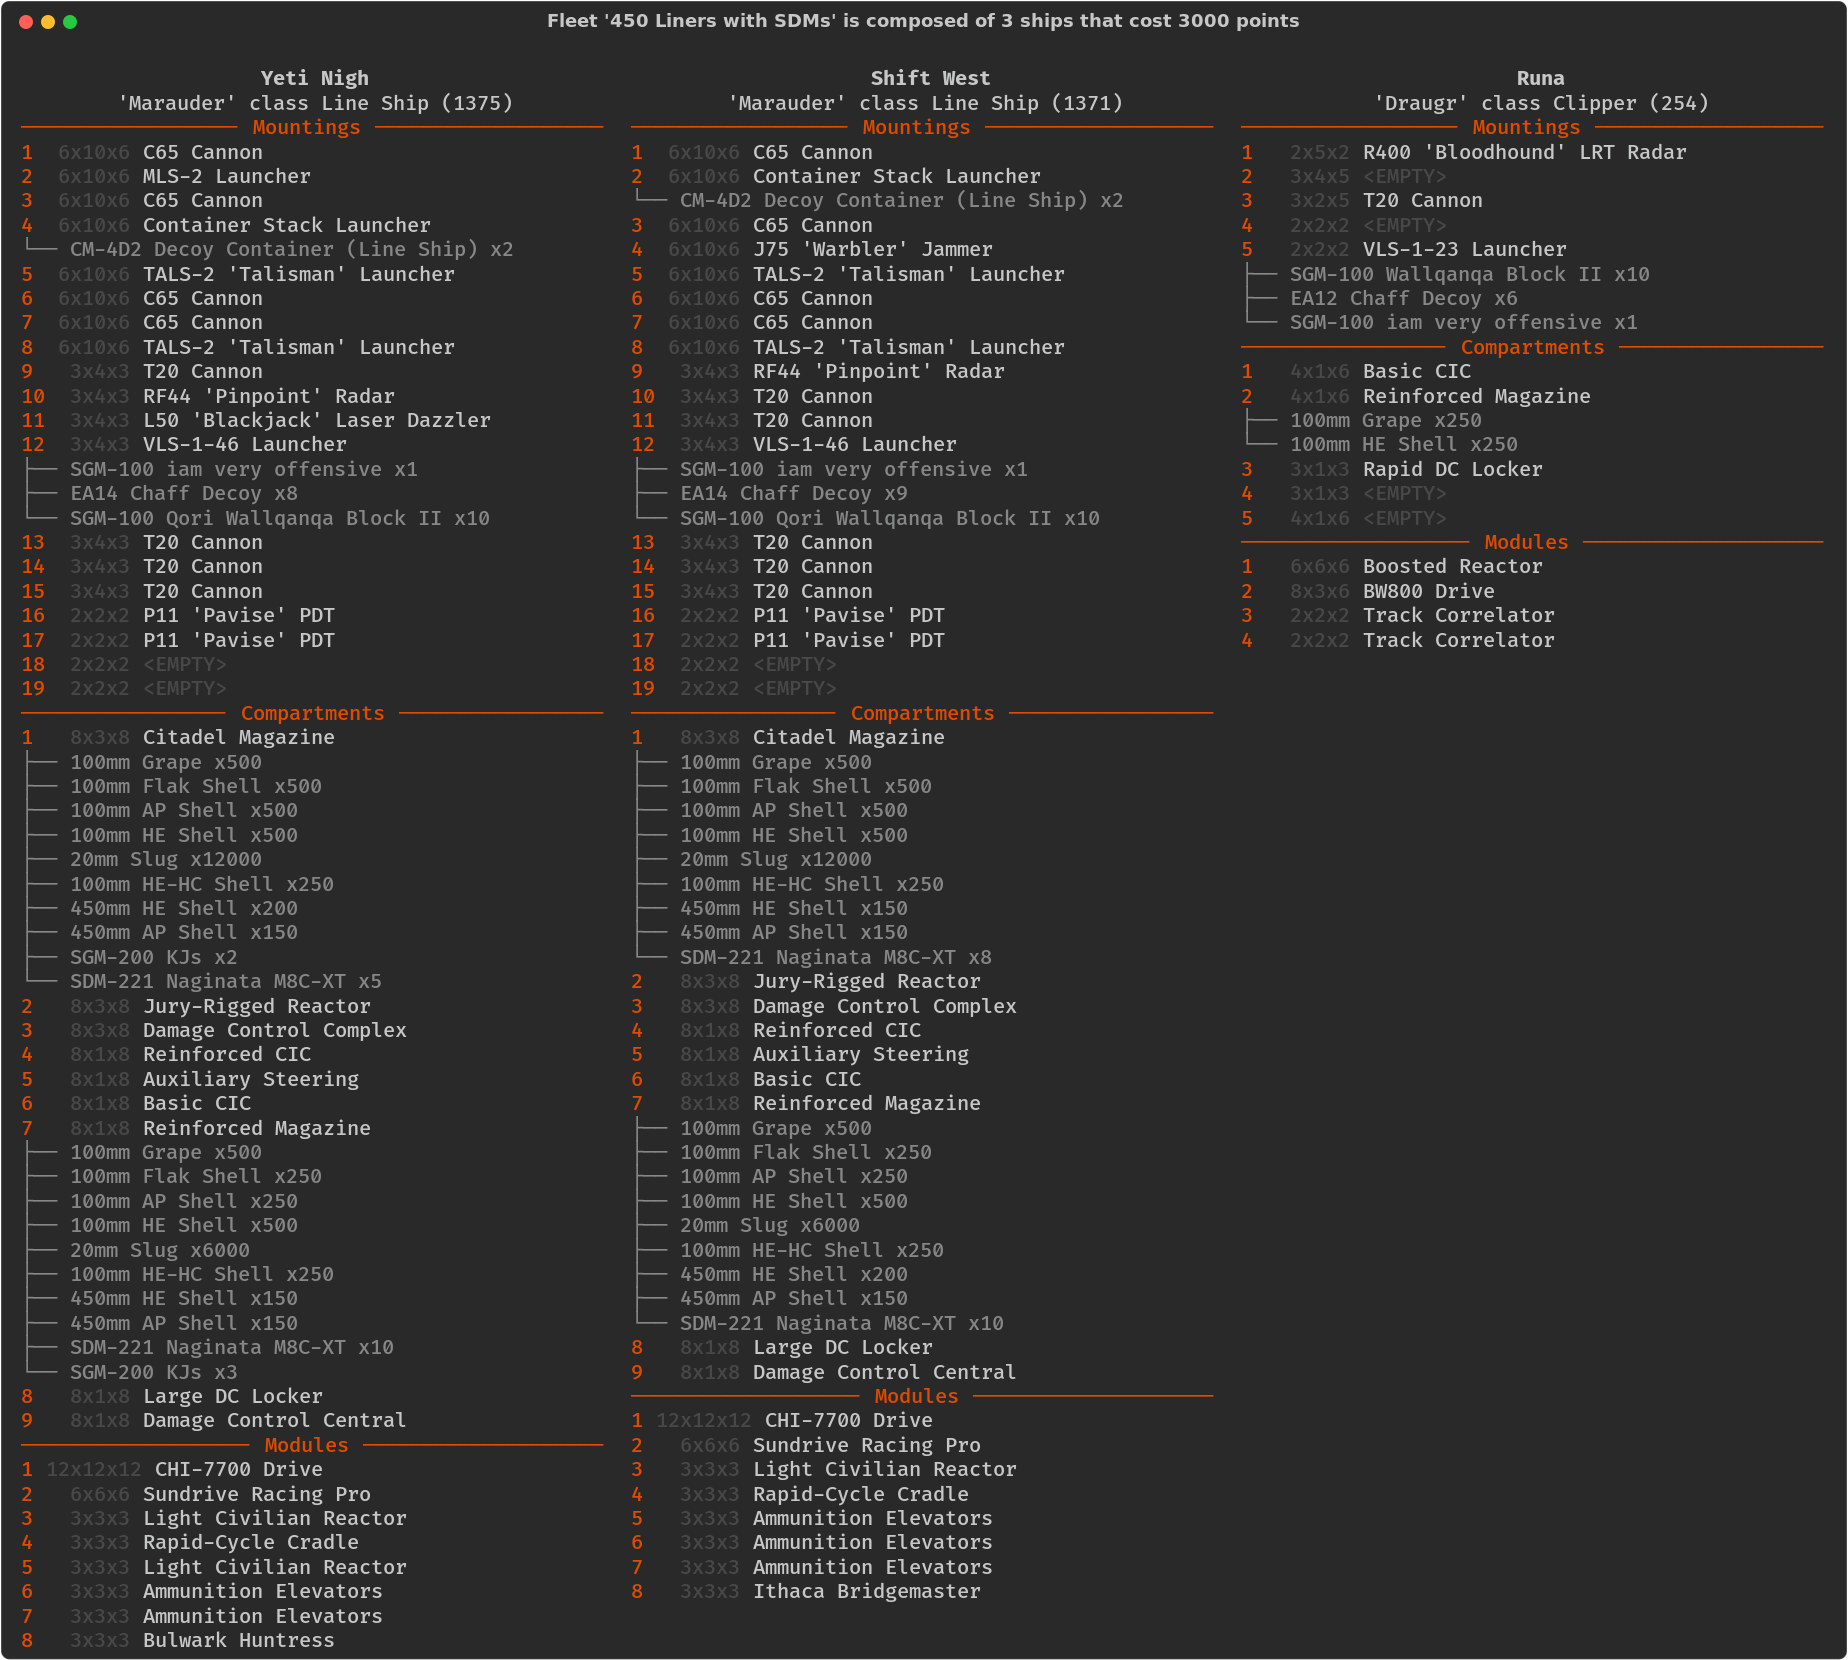 Fleet '450 Liners with SDMs' is composed of 3 ships that cost 3000 points
Yeti Nigh
'Marauder' class Line Ship (1375)
Mountings
1 6x10x6 C65 Cannon
2 6x10x6 MLS-2 Launcher
3 6x10x6 C65 Cannon
4 6x10x6 Container Stack Launcher
CM-4D2 Decoy Container (Line Ship) x2
5 6x10x6 TALS-2 'Talisman' Launcher
6 6x10x6 C65 Cannon
7 6x10x6 C65 Cannon
8 6x10x6 TALS-2 'Talisman' Launcher
9 3x4x3 T20 Cannon
10 3x4x3 RF44 'Pinpoint' Radar
11 3x4x3 L50 'Blackjack' Laser Dazzler
12 3x4x3 VLS-1-46 Launcher
SGM-100 iam very offensive x1
EA14 Chaff Decoy x8
SGM-100 Qori Wallqanqa Block II x10
13 3x4x3 T20 Cannon
14 3x4x3 T20 Cannon
15 3x4x3 T20 Cannon
16 2x2x2 P11 'Pavise' PDT
17 2x2x2 P11 'Pavise' PDT
18 2x2x2 <EMPTY>
19 2x2x2 <EMPTY>
Compartments
1 8x3x8 Citadel Magazine
100mm Grape x500
100mm Flak Shell x500
100mm AP Shell x500
100mm HE Shell x500
20mm Slug x12000
100mm HE-HC Shell x250
450mm HE Shell x200
450mm AP Shell x150
SGM-200 KJs x2
SDM-221 Naginata M8C-XT x5
2 8x3x8 Jury-Rigged Reactor
3 8x3x8 Damage Control Complex
4 8x1x8 Reinforced CIC
5 8x1x8 Auxiliary Steering
6 8x1x8 Basic CIC
7 8x1x8 Reinforced Magazine
100mm Grape x500
100mm Flak Shell x250
100mm AP Shell x250
100mm HE Shell x500
20mm Slug x6000
100mm HE-HC Shell x250
450mm HE Shell x150
450mm AP Shell x150
SDM-221 Naginata M8C-XT x10
SGM-200 KJs x3
8 8x1x8 Large DC Locker
9 8x1x8 Damage Control Central
Modules
1 12x12x12 CHI-7700 Drive
2 6x6x6 Sundrive Racing Pro
3 3x3x3 Light Civilian Reactor
4 3x3x3 Rapid-Cycle Cradle
5 3x3x3 Light Civilian Reactor
6 3x3x3 Ammunition Elevators
7 3x3x3 Ammunition Elevators
8 3x3x3 Bulwark Huntress
Shift West
'Marauder' class Line Ship (1371)
Mountings
1 6x10x6 C65 Cannon
2 6x10x6 Container Stack Launcher
CM-4D2 Decoy Container (Line Ship) x2
3 6x10x6 C65 Cannon
4 6x10x6 J75 'Warbler' Jammer
5 6x10x6 TALS-2 'Talisman' Launcher
6 6x10x6 C65 Cannon
7 6x10x6 C65 Cannon
8 6x10x6 TALS-2 'Talisman' Launcher
9 3x4x3 RF44 'Pinpoint' Radar
10 3x4x3 T20 Cannon
11 3x4x3 T20 Cannon
12 3x4x3 VLS-1-46 Launcher
SGM-100 iam very offensive x1
EA14 Chaff Decoy x9
SGM-100 Qori Wallqanqa Block II x10
13 3x4x3 T20 Cannon
14 3x4x3 T20 Cannon
15 3x4x3 T20 Cannon
16 2x2x2 P11 'Pavise' PDT
17 2x2x2 P11 'Pavise' PDT
18 2x2x2 <EMPTY>
19 2x2x2 <EMPTY>
Compartments
1 8x3x8 Citadel Magazine
100mm Grape x500
100mm Flak Shell x500
100mm AP Shell x500
100mm HE Shell x500
20mm Slug x12000
100mm HE-HC Shell x250
450mm HE Shell x150
450mm AP Shell x150
SDM-221 Naginata M8C-XT x8
2 8x3x8 Jury-Rigged Reactor
3 8x3x8 Damage Control Complex
4 8x1x8 Reinforced CIC
5 8x1x8 Auxiliary Steering
6 8x1x8 Basic CIC
7 8x1x8 Reinforced Magazine
100mm Grape x500
100mm Flak Shell x250
100mm AP Shell x250
100mm HE Shell x500
20mm Slug x6000
100mm HE-HC Shell x250
450mm HE Shell x200
450mm AP Shell x150
SDM-221 Naginata M8C-XT x10
8 8x1x8 Large DC Locker
9 8x1x8 Damage Control Central
Modules
1 12x12x12 CHI-7700 Drive
2 6x6x6 Sundrive Racing Pro
3 3x3x3 Light Civilian Reactor
4 3x3x3 Rapid-Cycle Cradle
5 3x3x3 Ammunition Elevators
6 3x3x3 Ammunition Elevators
7 3x3x3 Ammunition Elevators
8 3x3x3 Ithaca Bridgemaster
Runa
'Draugr' class Clipper (254)
Mountings
1 2x5x2 R400 'Bloodhound' LRT Radar
2 3x4x5 <EMPTY>
3 3x2x5 T20 Cannon
4 2x2x2 <EMPTY>
5 2x2x2 VLS-1-23 Launcher
SGM-100 Wallqanqa Block II x10
EA12 Chaff Decoy x6
SGM-100 iam very offensive x1
Compartments
1 4x1x6 Basic CIC
2 4x1x6 Reinforced Magazine
100mm Grape x250
100mm HE Shell x250
3 3x1x3 Rapid DC Locker
4 3x1x3 <EMPTY>
5 4x1x6 <EMPTY>
Modules
1 6x6x6 Boosted Reactor
2 8x3x6 BW800 Drive
3 2x2x2 Track Correlator
4 2x2x2 Track Correlator